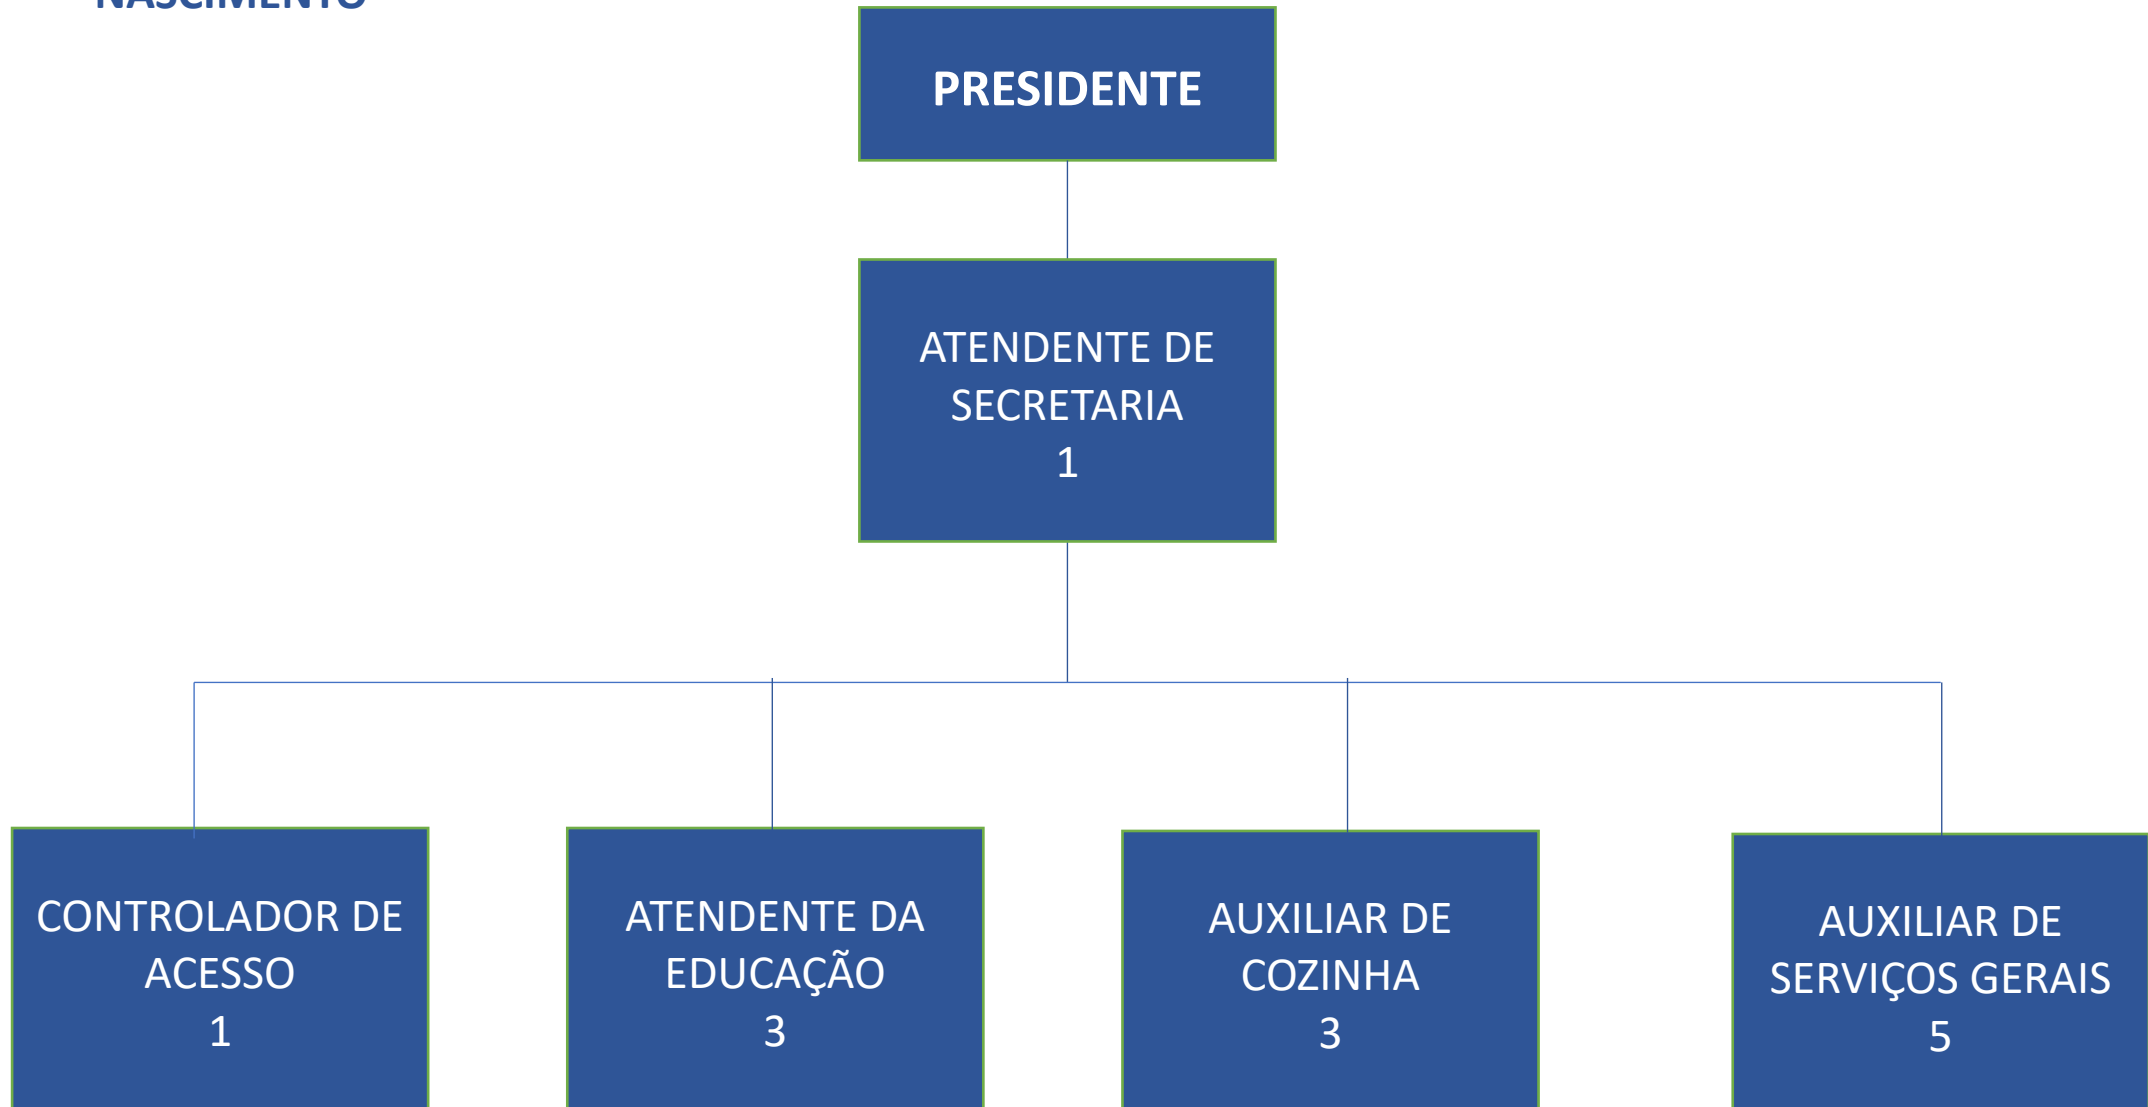 NASCIMENTO
PRESIDENTE
ATENDENTE DE
SECRETARIA
1
CONTROLADOR DE
ACESSO
1
ATENDENTE DA
EDUCAÇÃO
3
AUXILIAR DE
COZINHA
3
AUXILIAR DE
SERVIÇOS GERAIS
5